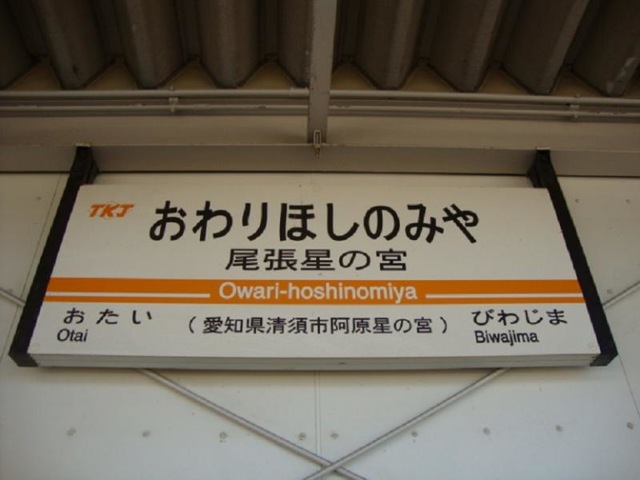 TKJ
おわりほしのみや
尾張星の宮
Owari-hoshinomiya
おたい
Otai
（愛知県清須市阿原星の宮）
びわじま
Biwajima